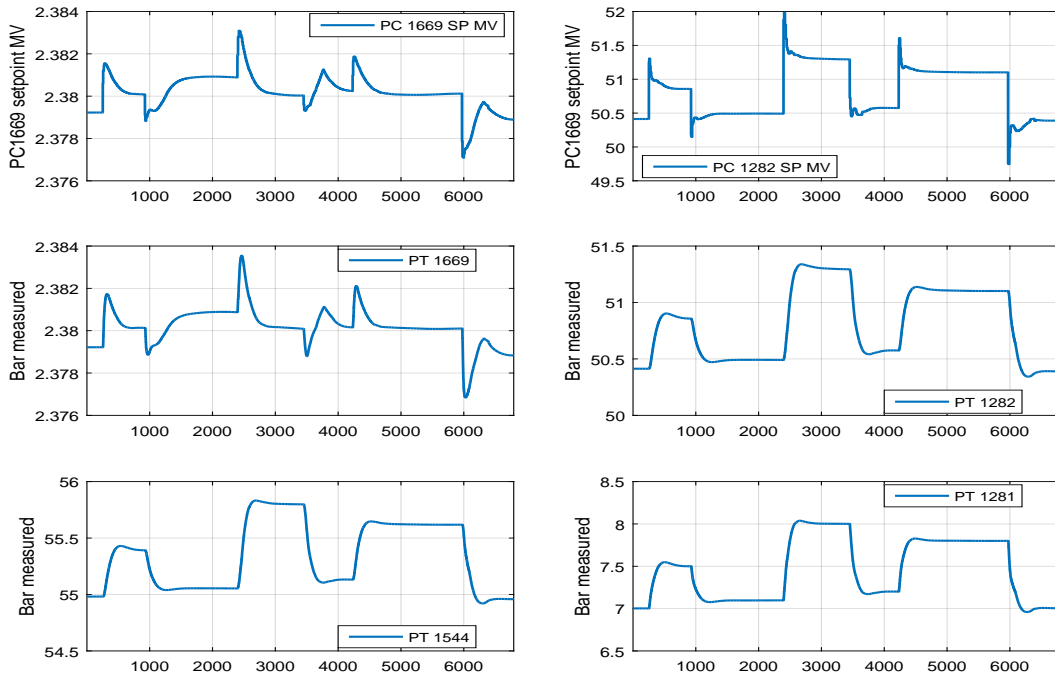 PC1669 setpoint MV
2.384
2.382
2.38
2.378
2.376
PC 1669 SP MV
1000 2000 3000 4000 5000 6000
PC1669 setpoint MV
52
51.5
51
50.5
50
49.5
PC 1282 SP MV
1000 2000 3000 4000 5000 6000
Bar measured
2.384
2.382
2.38
2.378
2.376
PT 1669
1000 2000 3000 4000 5000 6000
Bar measured
51.5
51
50.5
50
PT 1282
1000 2000 3000 4000 5000 6000
Bar measured
56
55.5
55
54.5
PT 1544
1000 2000 3000 4000 5000 6000
Bar measured
8.5
8
7.5
7
6.5
PT 1281
1000 2000 3000 4000 5000 6000